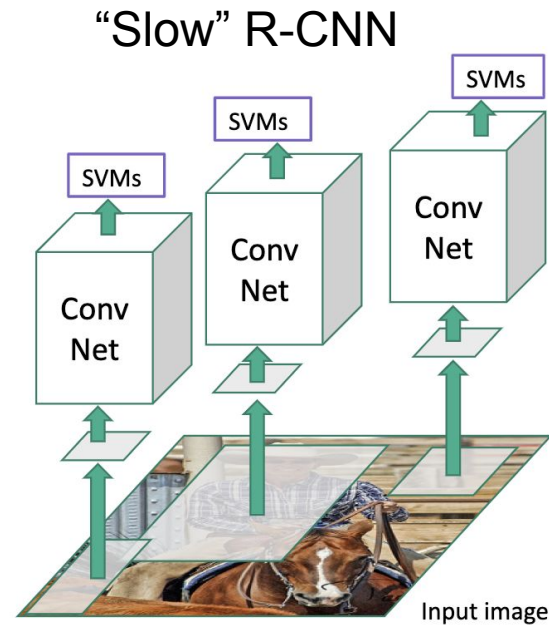 “Slow” R-CNN
SVMs
SVMs
SVMs
Conv
Net
Conv
Net
Conv
Net
Input image